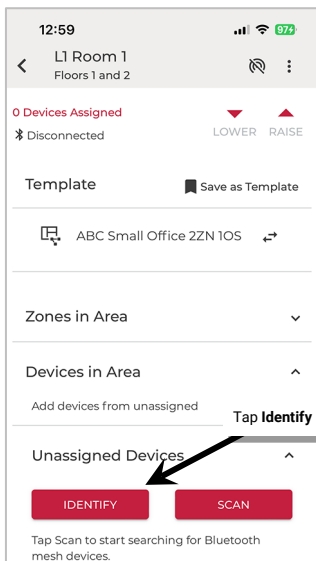 12:59
97
L1 Room 1
Floors 1 and 2
0 Devices Assigned
Disconnected
LOWER RAISE
Template
Save as Template
ABC Small Office 2ZN 1OS
Zones in Area
Devices in Area
Add devices from unassigned
Tap Identify
Unassigned Devices
IDENTIFY
SCAN
Tap Scan to start searching for Bluetooth
mesh devices.